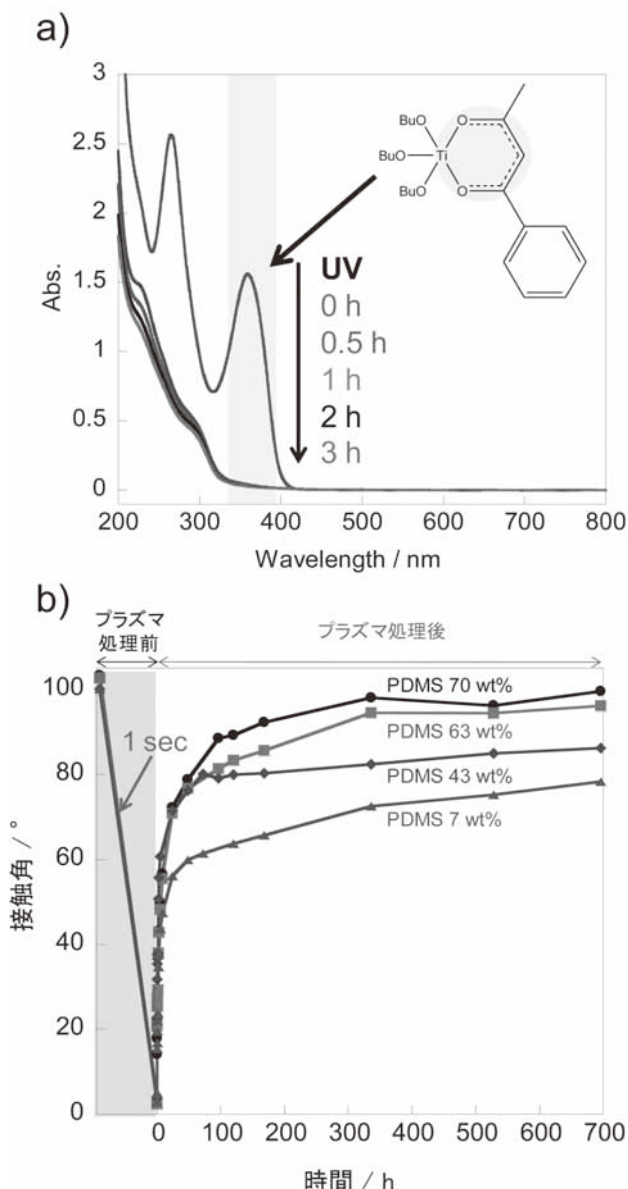 a)
3
2.5
2
1.5
1
0.5
0
Abs.
200 300 400 500 600 700 800
Wavelength / nm
BuO
BuO
BuO
Ti
O
O
UV
0 h
0.5 h
1 h
2 h
3 h
b)
プラズマ
処理前
プラズマ処理後
100
80
60
40
20
0
接触角 / °
1 sec
PDMS 70 wt%
PDMS 63 wt%
PDMS 43 wt%
PDMS 7 wt%
0 100 200 300 400 500 600 700
時間 / h